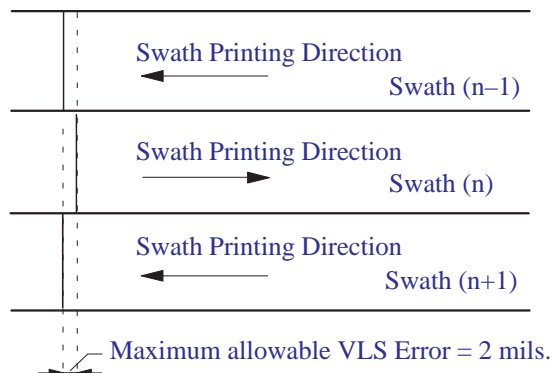 Swath Printing Direction
Swath (n–1)
Swath Printing Direction
Swath (n)
Swath Printing Direction
Swath (n+1)
Maximum allowable VLS Error = 2 mils.